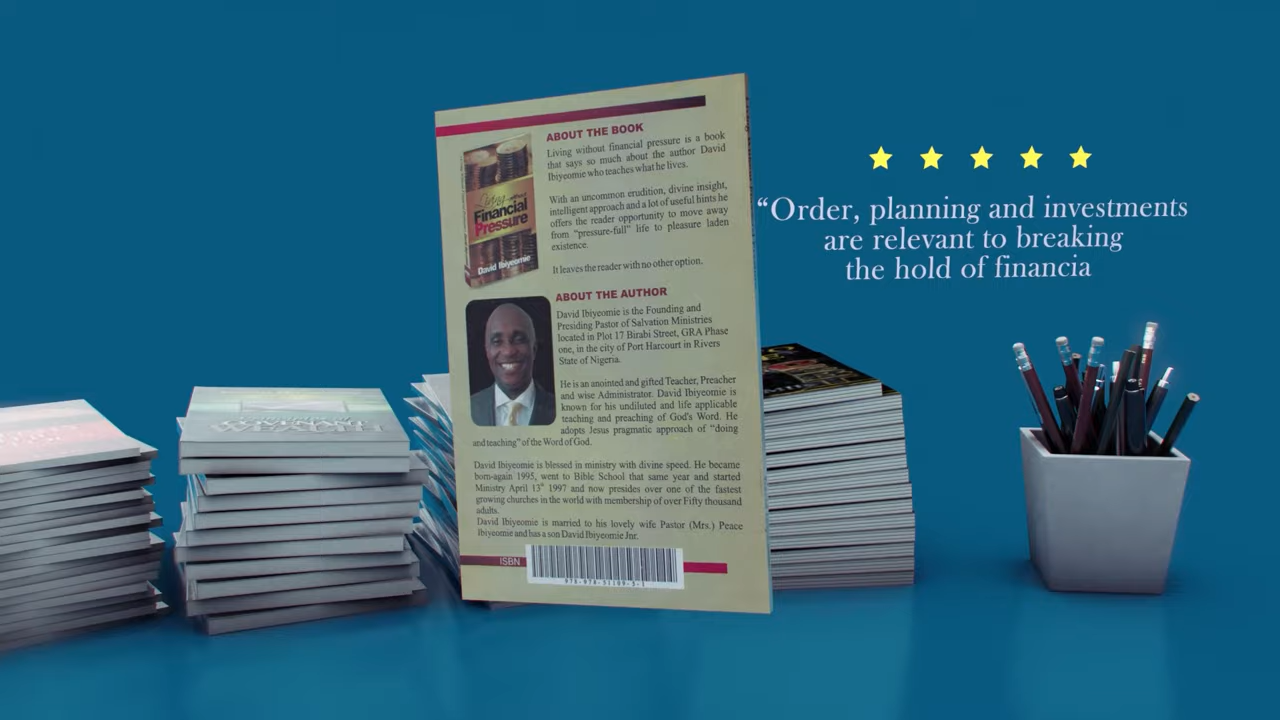 ABOUT THE BOOK
Living without financial pressure is a book
that says so much about the author David
Ibiyeomie who teaches what he lives.
With an uncommon erudition, divine insight,
intelligent approach and a lot of useful hints he
offers the reader opportunity to move away
from "pressure-full" life to pleasure laden
existence.
It leaves the reader with no other option.
Living without
Financial
Pressure
David Ibiyeomie
ABOUT THE AUTHOR
David Ibiyeomie is the Founding and
Presiding Pastor of Salvation Ministries
located in Plot 17 Birabi Street, GRA Phase
one, in the city of Port Harcourt in Rivers
State of Nigeria.
He is an anointed and gifted Teacher, Preacher
and wise Administrator. David Ibiyeomie is
known for his undiluted and life applicable
teaching and preaching of God's Word. He
adopts Jesus pragmatic approach of "doing
and teaching" of the Word of God.
David Ibiyeomie is blessed in ministry with divine speed. He became
born-again 1995, went to Bible School that same year and started
Ministry April 13th 1997 and now presides over one of the fastest
growing churches in the world with membership of over Fifty thousand
adults.
David Ibiyeomie is married to his lovely wife Pastor (Mrs.) Peace
Ibiyeomie and has a son David Ibiyeomie Jnr.
ISBN
978-978-51109-5-1
“Order, planning and investments
are relevant to breaking
the hold of financia